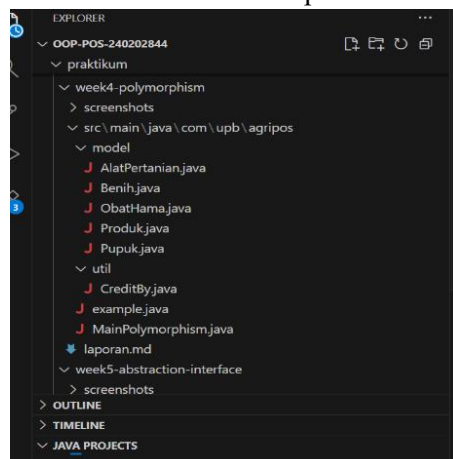 EXPLORER
OOP-POS-240202844
praktikum
week4-polymorphism
screenshots
src\main\java\com\upb\agripos
model
J AlatPertanian.java
J Benih.java
J ObatHama.java
J Produk.java
J Pupuk.java
util
J CreditBy.java
J example.java
J MainPolymorphism.java
laporan.md
week5-abstraction-interface
screenshots
OUTLINE
TIMELINE
JAVA PROJECTS
3